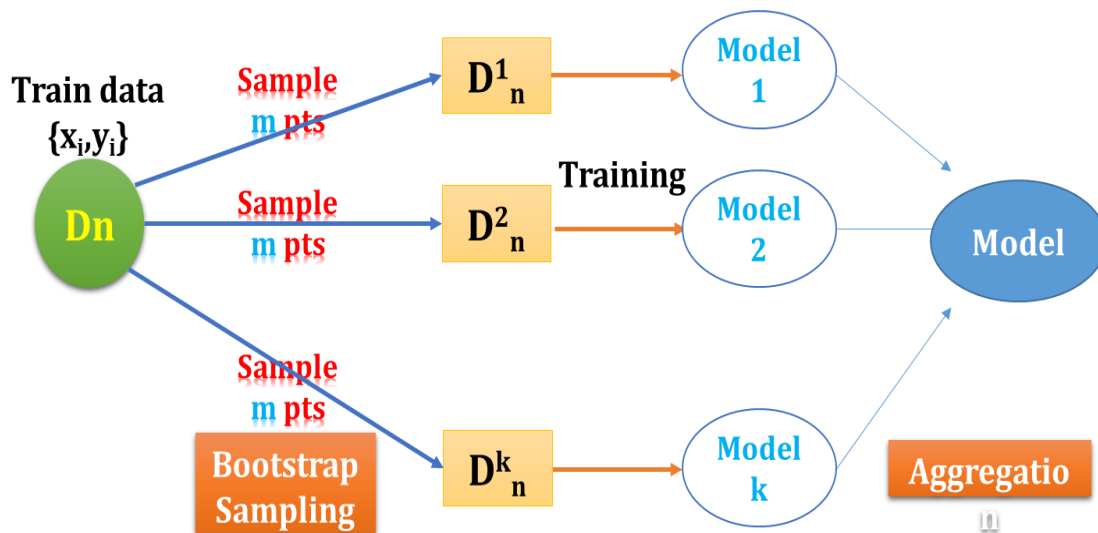 Train data
{xᵢ,yᵢ}
Dn
Sample
m pts
D¹ₙ
Model
1
Sample
m pts
D²ₙ
Training
Model
2
Model
Sample
m pts
Dᵏₙ
Model
k
Bootstrap
Sampling
Aggregatio
n